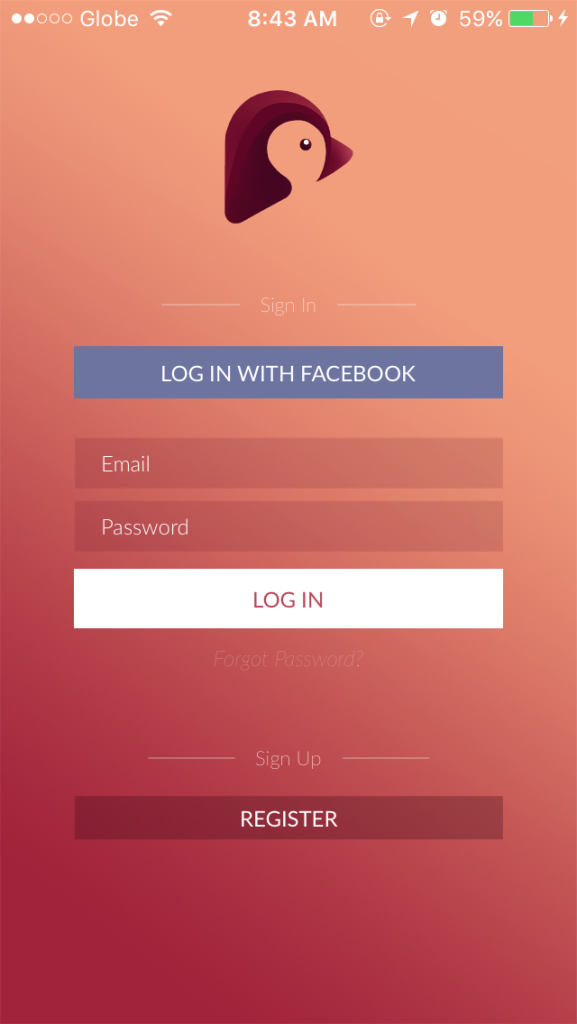 Globe 8:43 AM 59%
Sign In
LOG IN WITH FACEBOOK
Email
Password
LOG IN
Forgot Password?
Sign Up
REGISTER